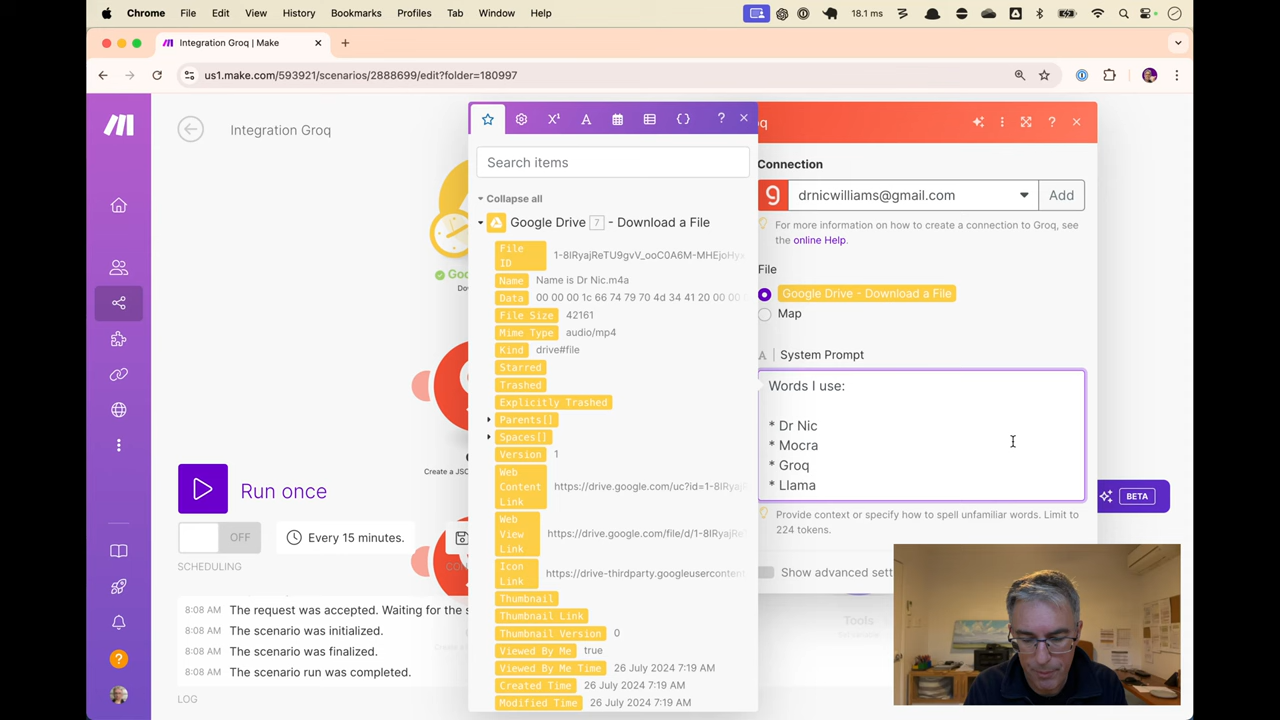 Chrome File Edit View History Bookmarks Profiles Tab Window Help 18.1 ms
Integration Groq | Make
us1.make.com/593921/scenarios/2888699/edit?folder=180997
Integration Groq
Search items
Collapse all
Google Drive 7 - Download a File
File ID 1-8lRyajReTU9gvV_ooC0A6M-MHEjoHy
Name Name is Dr Nic.m4a
Data 00 00 00 1c 66 74 79 70 4d 34 41 20 00 00 0
File Size 42161
Mime Type audio/mp4
Kind drive#file
Starred
Trashed
Explicitly Trashed
Parents[]
Spaces[]
Version 1
Web Content Link https://drive.google.com/uc?id=1-8lRyajR
Web View Link https://drive.google.com/file/d/1-8lRyajRe
Icon Link https://drive-thirdparty.googleusercontent
Thumbnail
Thumbnail Link
Thumbnail Version 0
Viewed By Me true
Viewed By Me Time 26 July 2024 7:19 AM
Created Time 26 July 2024 7:19 AM
Modified Time 26 July 2024 7:19 AM
oq
Connection
drnicwilliams@gmail.com Add
For more information on how to create a connection to Groq, see
the online Help.
File
Google Drive - Download a File
Map
A System Prompt
Words I use:
* Dr Nic
* Mocra
* Groq
* Llama
Provide context or specify how to spell unfamiliar words. Limit to
224 tokens.
Show advanced sett
BETA
Tools
Goo
Create a JSO
Run once
OFF Every 15 minutes.
SCHEDULING
8:08 AM The request was accepted. Waiting for the s
8:08 AM The scenario was initialized.
8:08 AM The scenario was finalized.
8:08 AM The scenario run was completed.
LOG